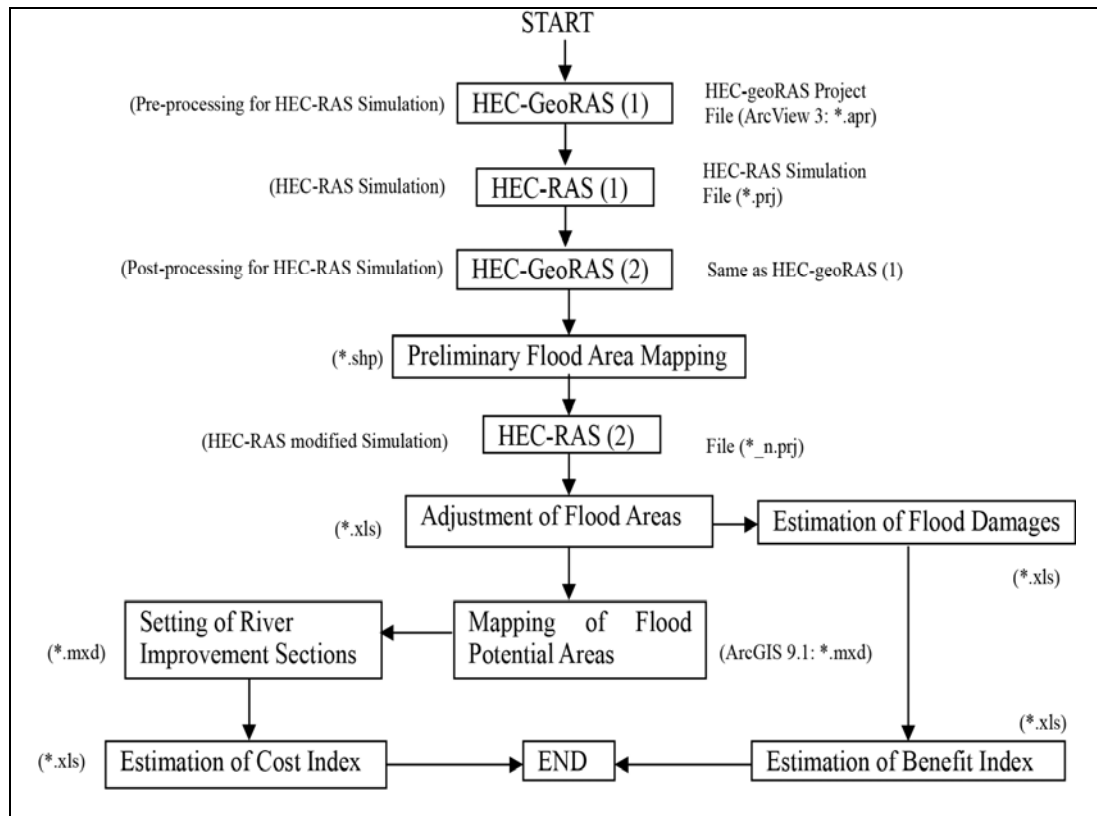 START
(Pre-processing for HEC-RAS Simulation)
HEC-GeoRAS (1)
HEC-geoRAS Project
File (ArcView 3: *.apr)
(HEC-RAS Simulation)
HEC-RAS (1)
HEC-RAS Simulation
File (*.prj)
(Post-processing for HEC-RAS Simulation)
HEC-GeoRAS (2)
Same as HEC-geoRAS (1)
(*.shp)
Preliminary Flood Area Mapping
(HEC-RAS modified Simulation)
HEC-RAS (2)
File (*_n.prj)
(*.xls)
Adjustment of Flood Areas
Estimation of Flood Damages
(*.xls)
Setting of River
Improvement Sections
(*.mxd)
Mapping of Flood
Potential Areas
(ArcGIS 9.1: *.mxd)
(*.xls)
(*.xls)
Estimation of Cost Index
END
Estimation of Benefit Index